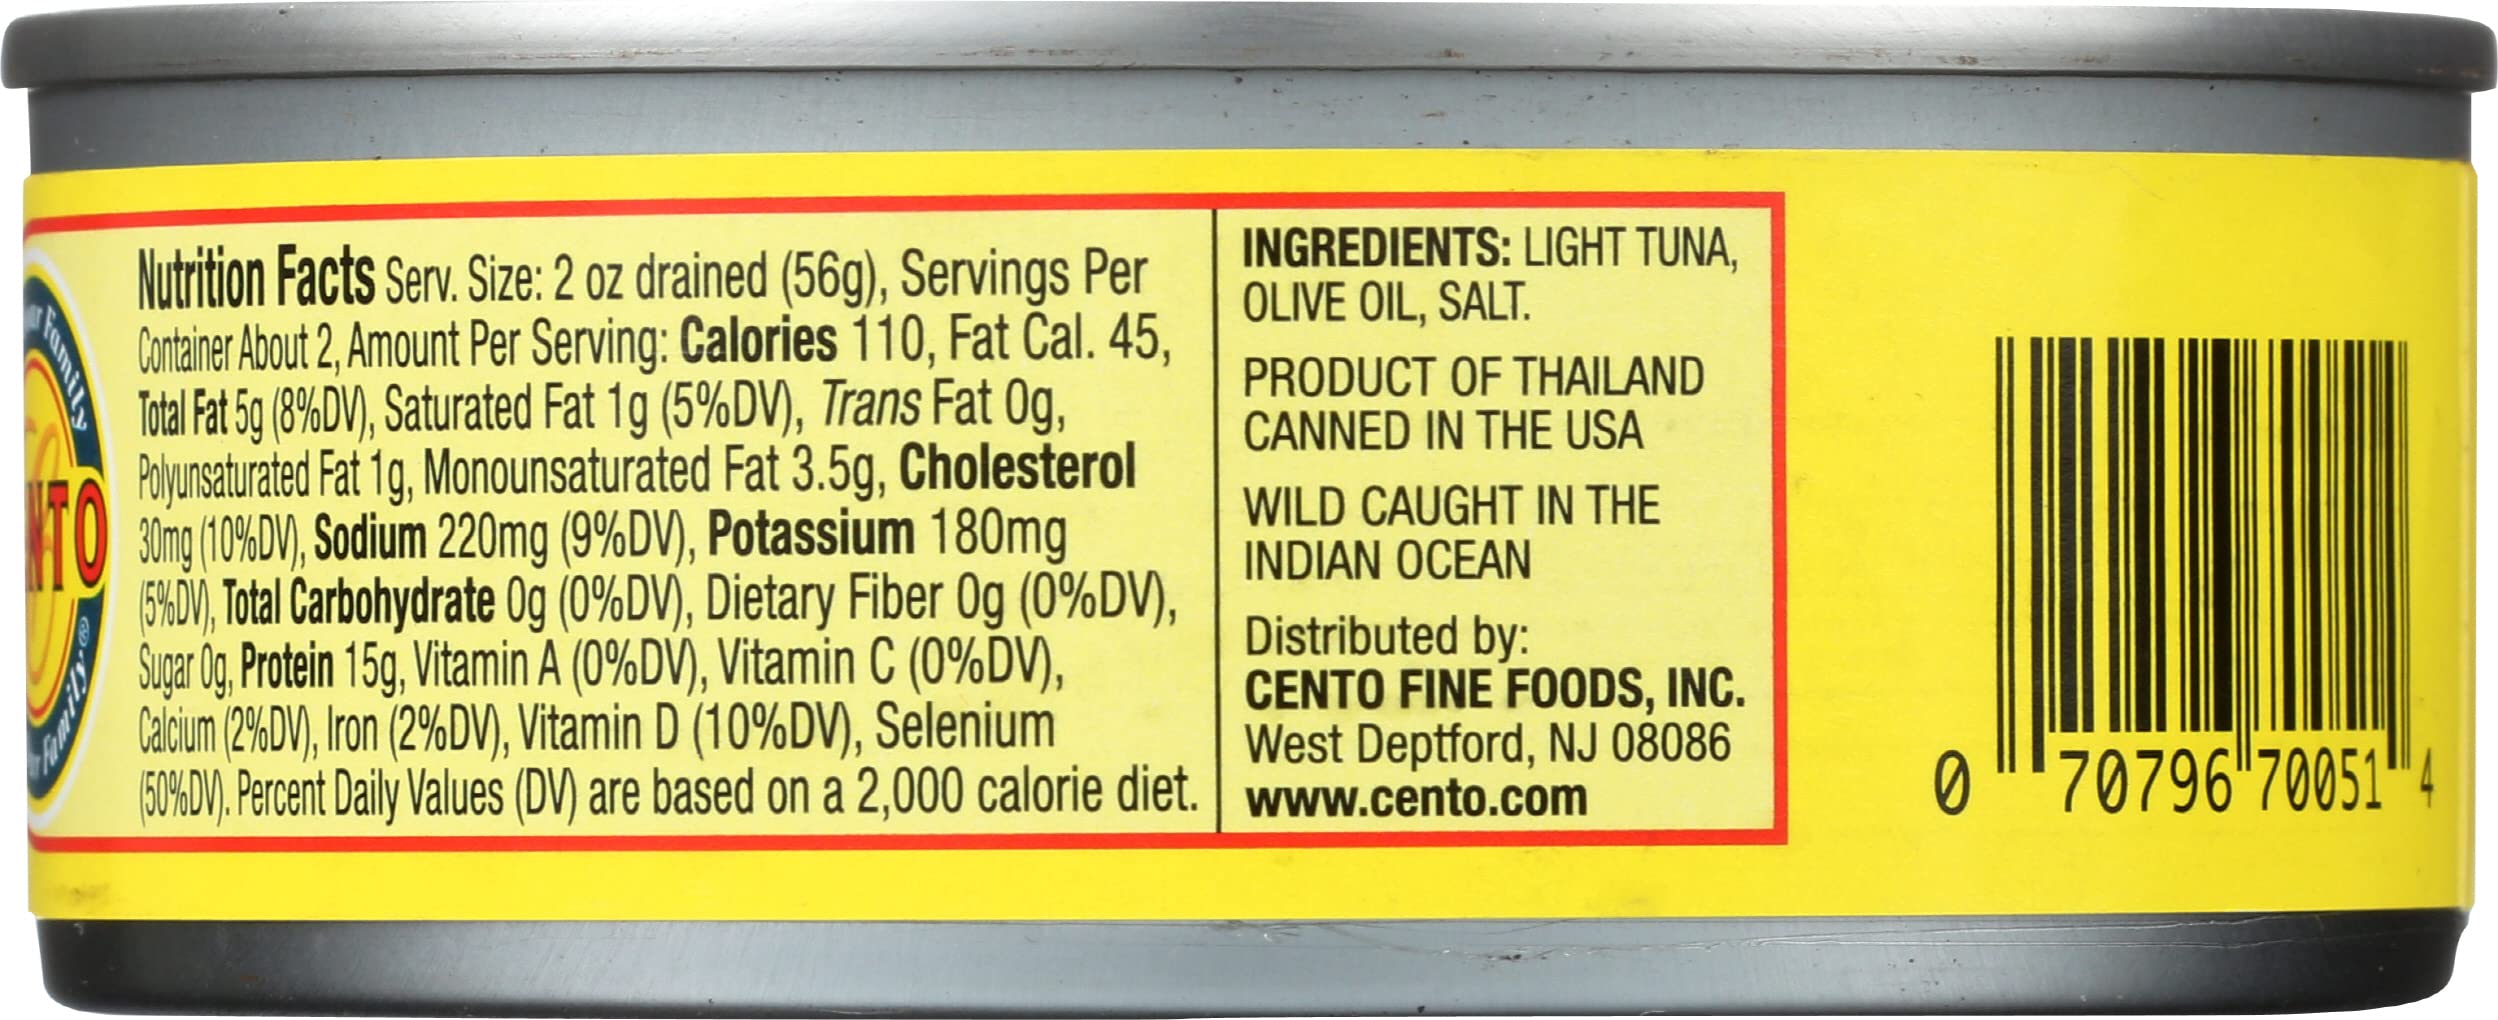 Nutrition Facts Serv. Size: 2 oz drained (56g), Servings Per
Container About 2, Amount Per Serving: Calories 110, Fat Cal. 45,
Total Fat 5g (8%DV), Saturated Fat 1g (5%DV), Trans Fat 0g,
Polyunsaturated Fat 1g, Monounsaturated Fat 3.5g, Cholesterol
30mg (10%DV), Sodium 220mg (9%DV), Potassium 180mg
(5%DV), Total Carbohydrate 0g (0%DV), Dietary Fiber 0g (0%DV),
Sugar 0g, Protein 15g, Vitamin A (0%DV), Vitamin C (0%DV),
Calcium (2%DV), Iron (2%DV), Vitamin D (10%DV), Selenium
(50%DV). Percent Daily Values (DV) are based on a 2,000 calorie diet.
INGREDIENTS: LIGHT TUNA,
OLIVE OIL, SALT.
PRODUCT OF THAILAND
CANNED IN THE USA
WILD CAUGHT IN THE
INDIAN OCEAN
Distributed by:
CENTO FINE FOODS, INC.
West Deptford, NJ 08086
www.cento.com
Family
NTO
Family®
0 70796 70051 4